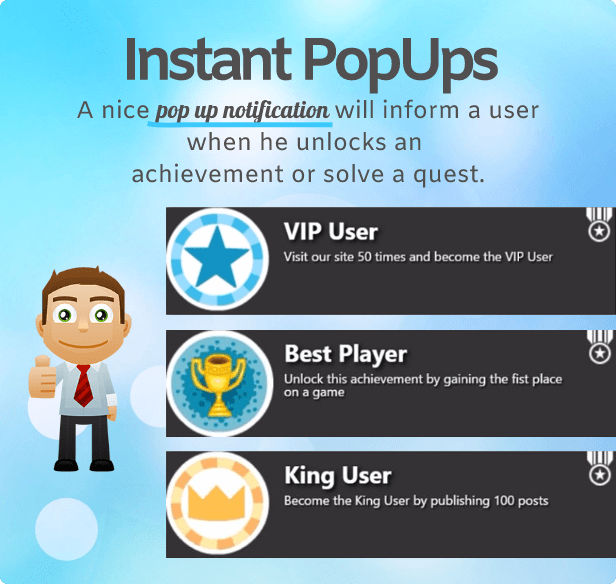 Instant PopUps
A nice pop up notification will inform a user
when he unlocks an
achievement or solve a quest.
VIP User
Visit our site 50 times and become the VIP User
Best Player
Unlock this achievement by gaining the fist place
on a game
King User
Become the King User by publishing 100 posts